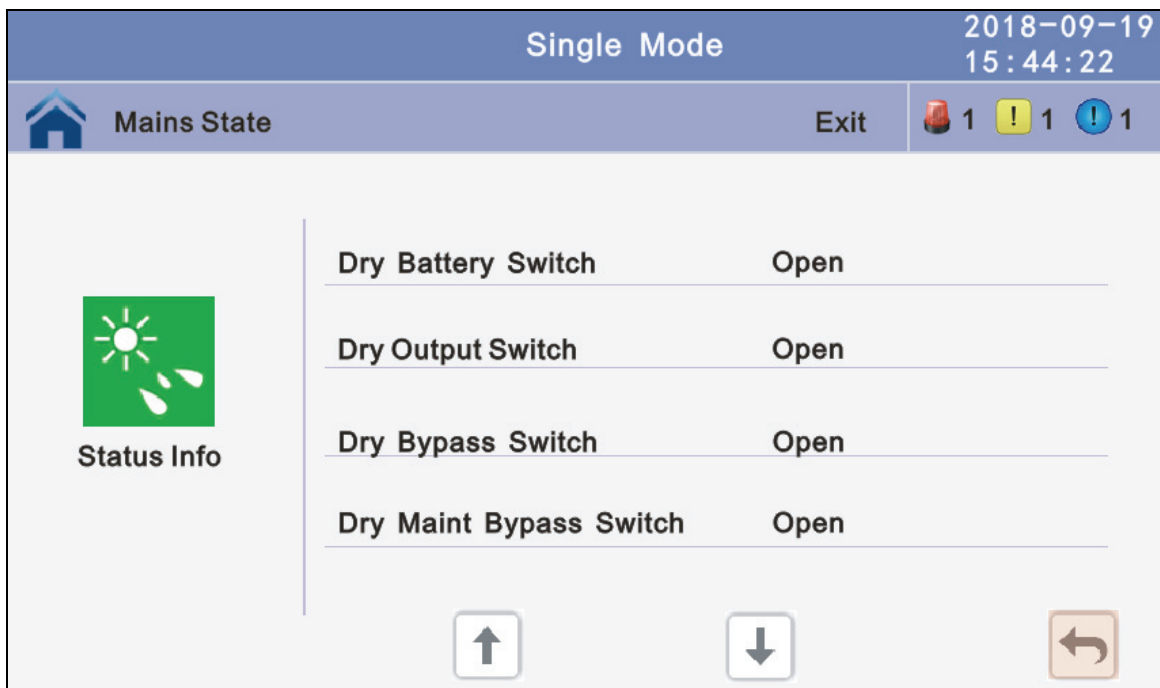 Single Mode
2018-09-19
15:44:22
Mains State
Exit
1
! 1
! 1
Dry Battery Switch Open
Dry Output Switch Open
Dry Bypass Switch Open
Dry Maint Bypass Switch Open
Status Info